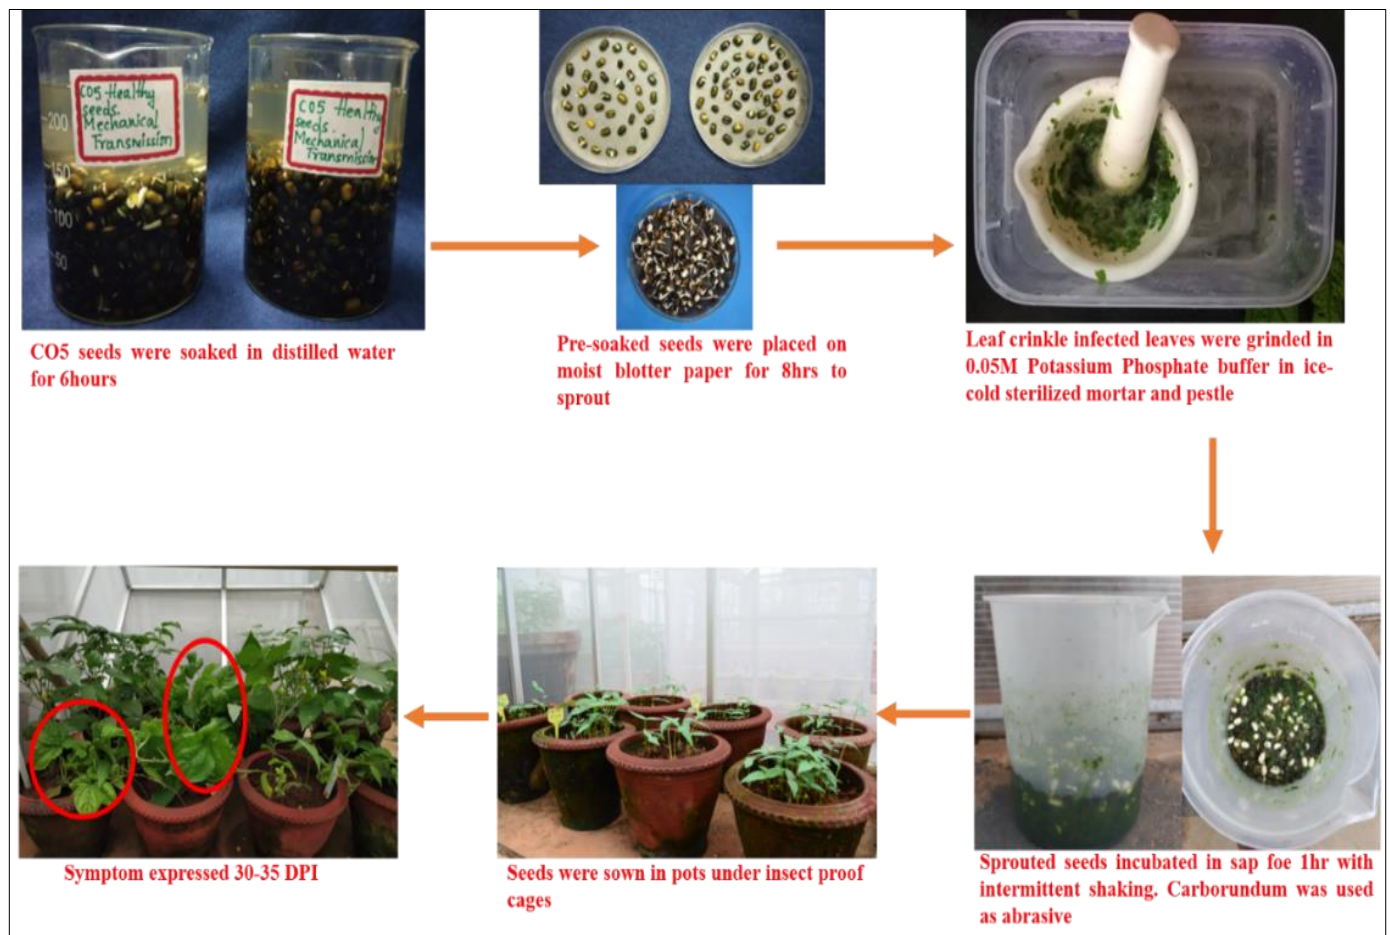 CO5 Healthy
seeds.
Mechanical
Transmission
CO5 Healthy
seeds.
Mechanical
Transmission
200
150
100
50
CO5 seeds were soaked in distilled water
for 6hours
Pre-soaked seeds were placed on
moist blotter paper for 8hrs to
sprout
Leaf crinkle infected leaves were grinded in
0.05M Potassium Phosphate buffer in ice-
cold sterilized mortar and pestle
Sprouted seeds incubated in sap foe 1hr with
intermittent shaking. Carborundum was used
as abrasive
Seeds were sown in pots under insect proof
cages
Symptom expressed 30-35 DPI